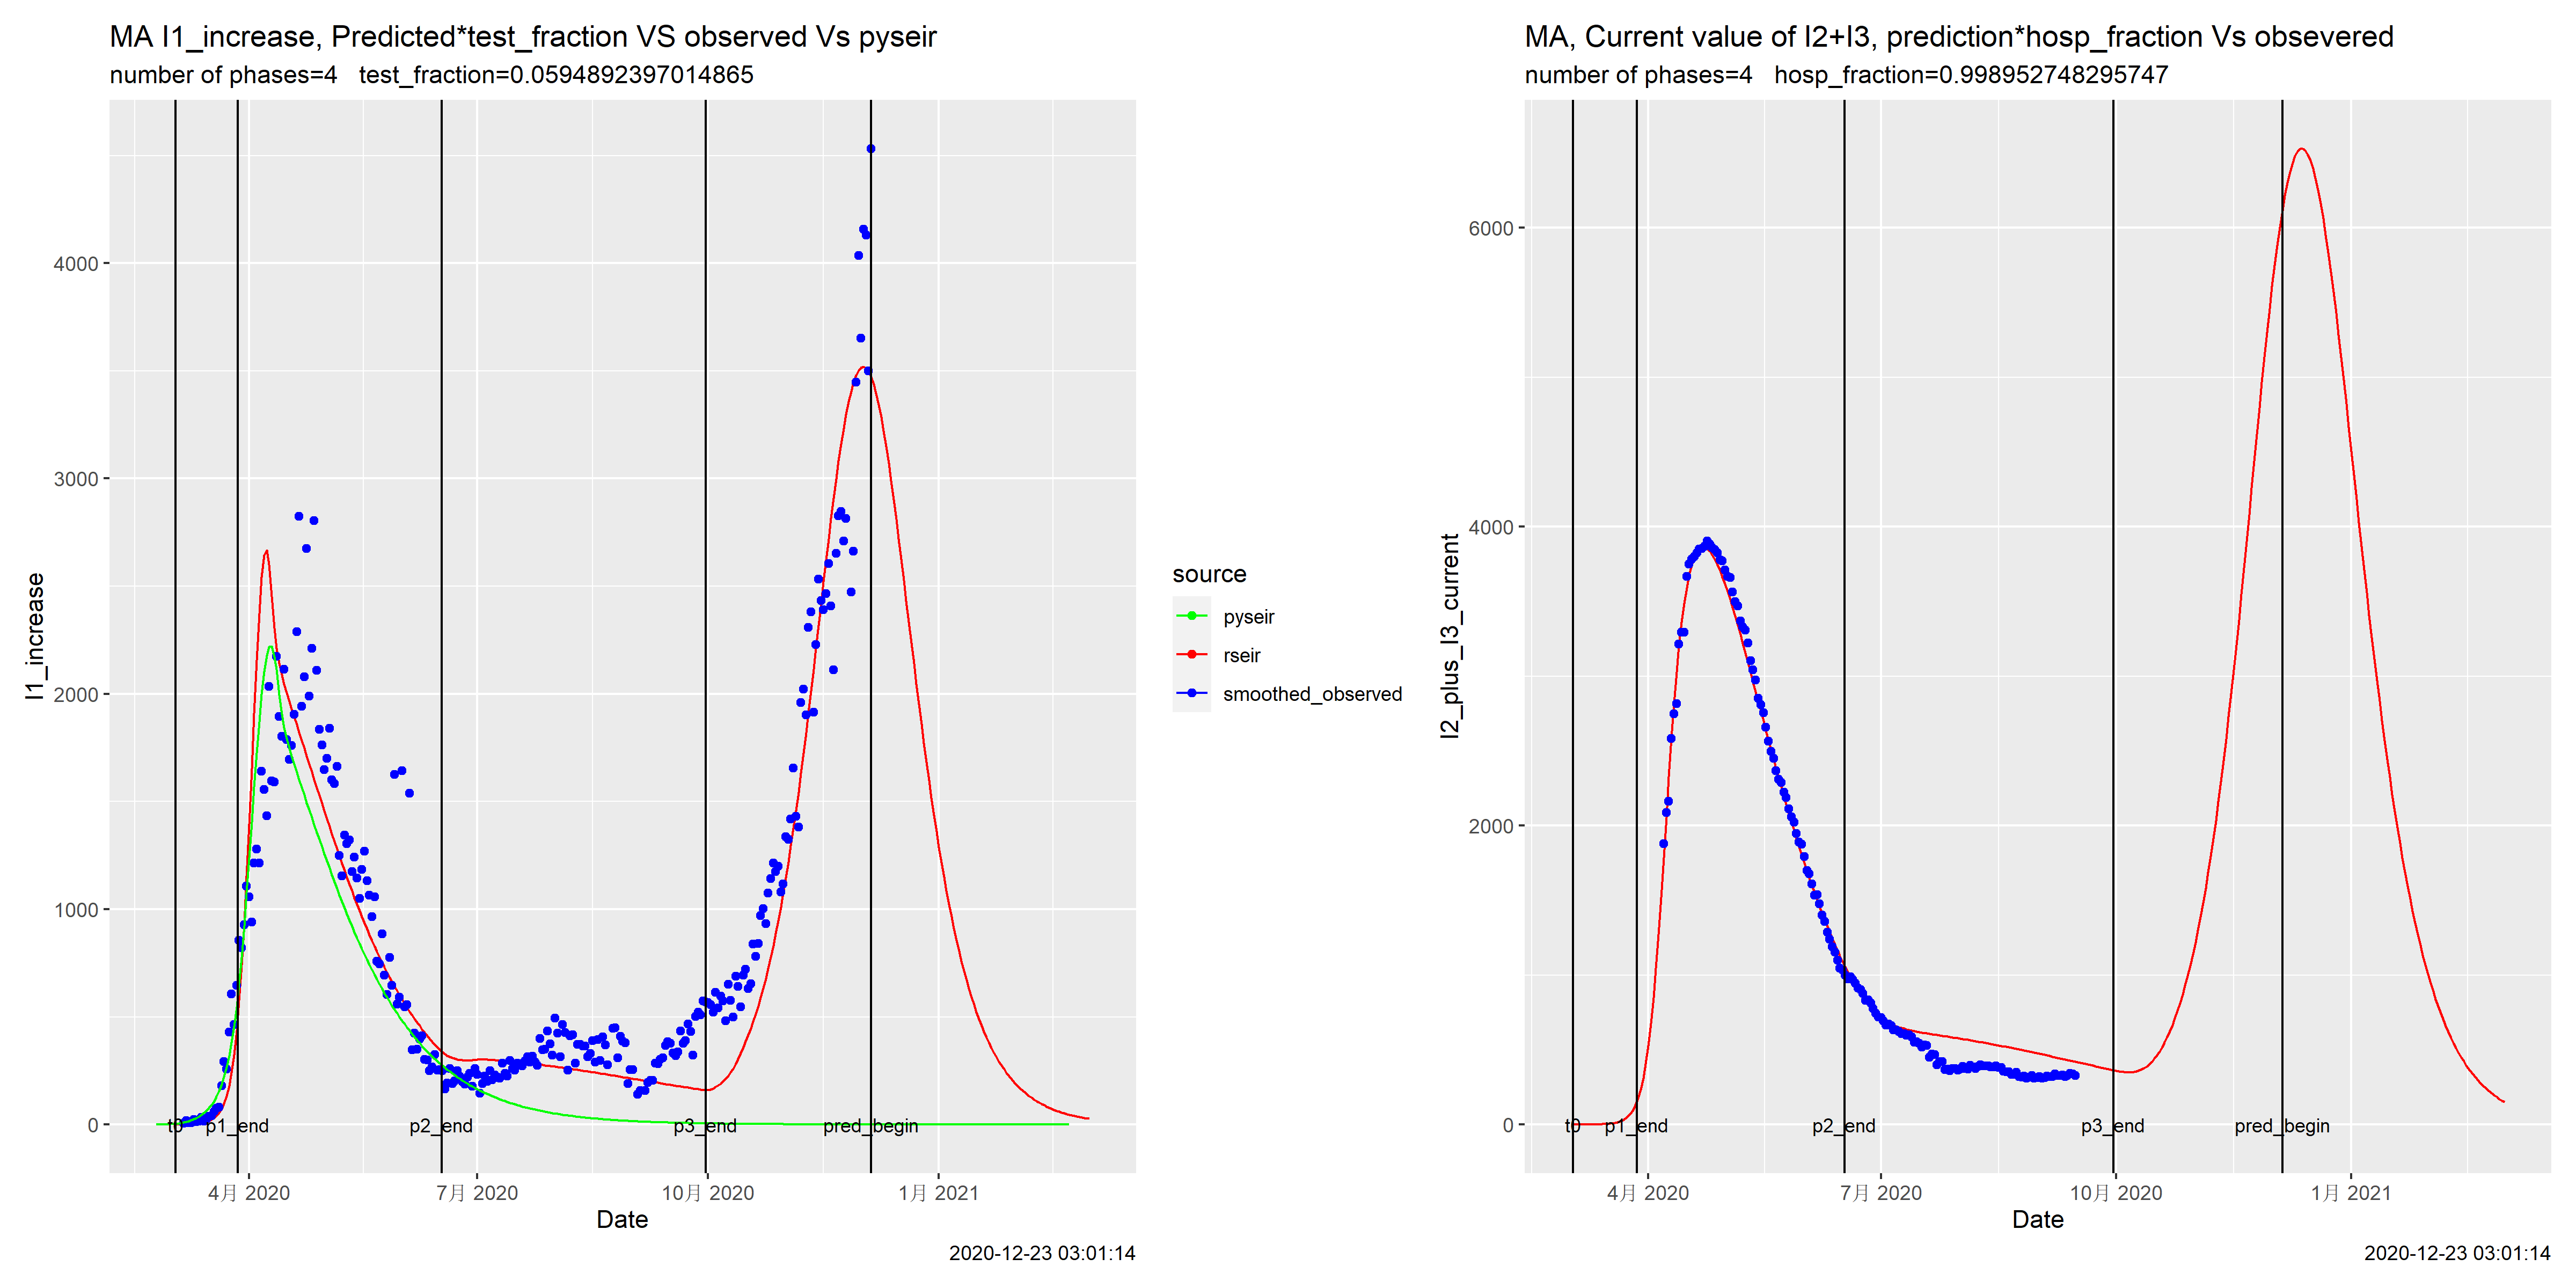 MA I1_increase, Predicted*test_fraction VS observed Vs pyseir
number of phases=4 test_fraction=0.0594892397014865
I1_increase
4000
3000
2000
1000
0
t0 p1_end p2_end p3_end pred_begin
4月 2020 7月 2020 10月 2020 1月 2021
Date
2020-12-23 03:01:14
source
pyseir
rseir
smoothed_observed
MA, Current value of I2+I3, prediction*hosp_fraction Vs obsevered
number of phases=4 hosp_fraction=0.998952748295747
I2_plus_I3_current
6000
4000
2000
0
t0 p1_end p2_end p3_end pred_begin
4月 2020 7月 2020 10月 2020 1月 2021
Date
2020-12-23 03:01:14